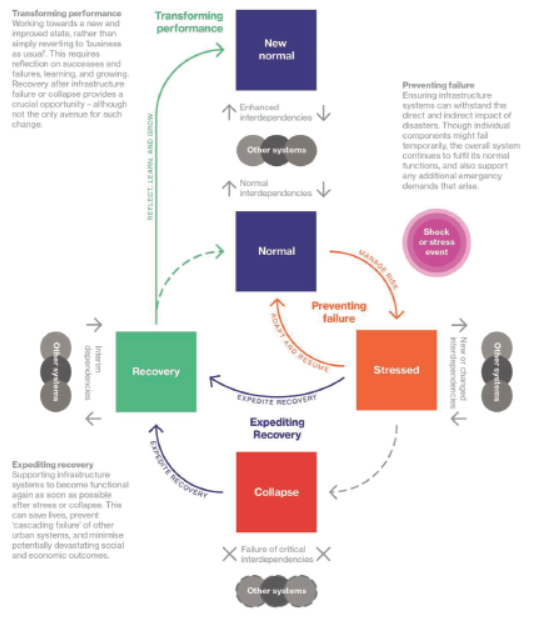 Transforming performance
Working towards a new and
improved state, rather than
simply reverting to 'business
as usual'. This requires
reflection on successes and
failures, learning, and growing.
Recovery after infrastructure
failure or collapse provides a
crucial opportunity – although
not the only avenue for such
change.
Transforming
performance
New
normal
Enhanced
interdependencies
Other systems
Normal
interdependencies
Preventing failure
Ensuring infrastructure
systems can withstand the
direct and indirect impact of
disasters. Though individual
components might fail
temporarily, the overall system
continues to fulfil its normal
functions, and also support
any additional emergency
demands that arise.
Shock
or stress
event
REFLECT, LEARN, AND GROW
Normal
MANAGE RISK
Preventing
failure
ADAPT AND RESUME
Other systems
Interim
dependencies
Recovery
Stressed
New or changed
interdependencies
Other systems
EXPEDITE RECOVERY
Expediting
Recovery
EXPEDITE RECOVERY
Collapse
Expediting recovery
Supporting infrastructure
systems to become functional
again as soon as possible
after stress or collapse. This
can save lives, prevent
'cascading failure' of other
urban systems, and minimise
potentially devastating social
and economic outcomes.
Failure of critical
interdependencies
Other systems